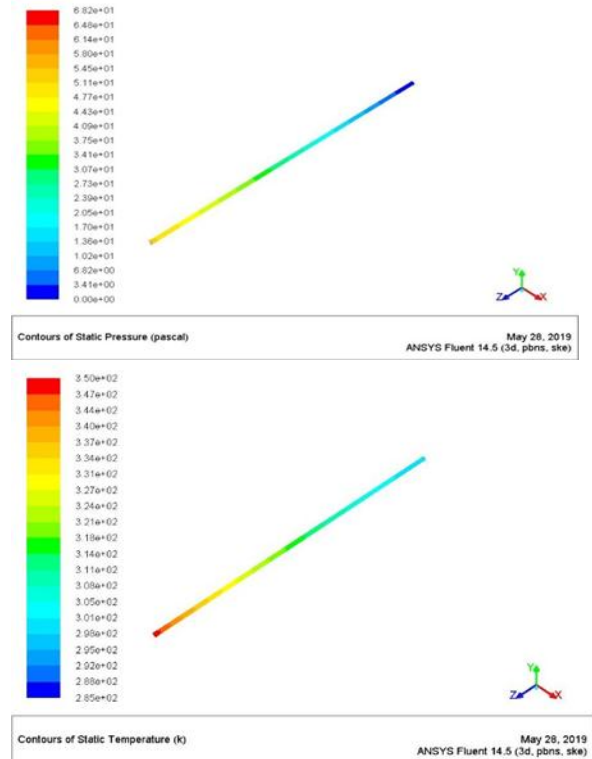 6.82e+01
6.48e+01
6.14e+01
5.80e+01
5.45e+01
5.11e+01
4.77e+01
4.43e+01
4.09e+01
3.75e+01
3.41e+01
3.07e+01
2.73e+01
2.39e+01
2.05e+01
1.70e+01
1.36e+01
1.02e+01
6.82e+00
3.41e+00
0.00e+00
Y
Z X
Contours of Static Pressure (pascal) May 28, 2019
ANSYS Fluent 14.5 (3d, pbns, ske)
3.50e+02
3.47e+02
3.44e+02
3.40e+02
3.37e+02
3.34e+02
3.31e+02
3.27e+02
3.24e+02
3.21e+02
3.18e+02
3.14e+02
3.11e+02
3.08e+02
3.05e+02
3.01e+02
2.98e+02
2.95e+02
2.92e+02
2.88e+02
2.85e+02
Y
Z X
Contours of Static Temperature (k) May 28, 2019
ANSYS Fluent 14.5 (3d, pbns, ske)